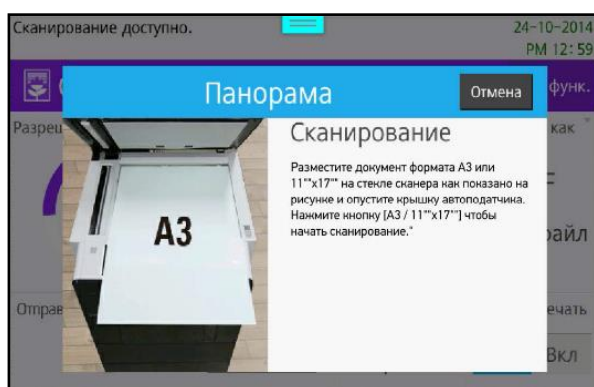 Сканирование доступно.
24-10-2014
PM 12: 59
Панорама
Отмена
функ.
Разреш
как
Сканирование
Разместите документ формата А3 или
11""x17"" на стекле сканера как показано на
рисунке и опустите крышку автоподатчика.
Нажмите кнопку [A3 / 11""x17""] чтобы
начать сканирование."
A3
айл
Отправ
ечать
Вкл